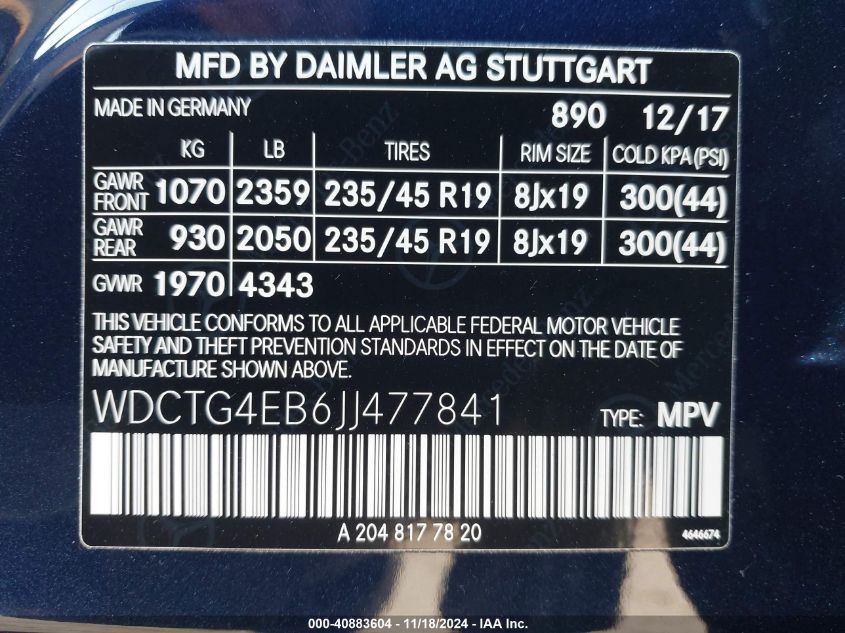 MFD BY DAIMLER AG STUTTGART
MADE IN GERMANY 890 12/17
KG LB TIRES RIM SIZE COLD KPA(PSI)
GAWR FRONT 1070 2359 235/45 R19 8Jx19 300(44)
GAWR REAR 930 2050 235/45 R19 8Jx19 300(44)
GVWR 1970 4343
THIS VEHICLE CONFORMS TO ALL APPLICABLE FEDERAL MOTOR VEHICLE
SAFETY AND THEFT PREVENTION STANDARDS IN EFFECT ON THE DATE OF
MANUFACTURE SHOWN ABOVE.
WDCTG4EB6JJ477841 TYPE: MPV
A 204 817 78 20 4646674
Mercedes-Benz
000-40883604 - 11/18/2024 - IAA Inc.